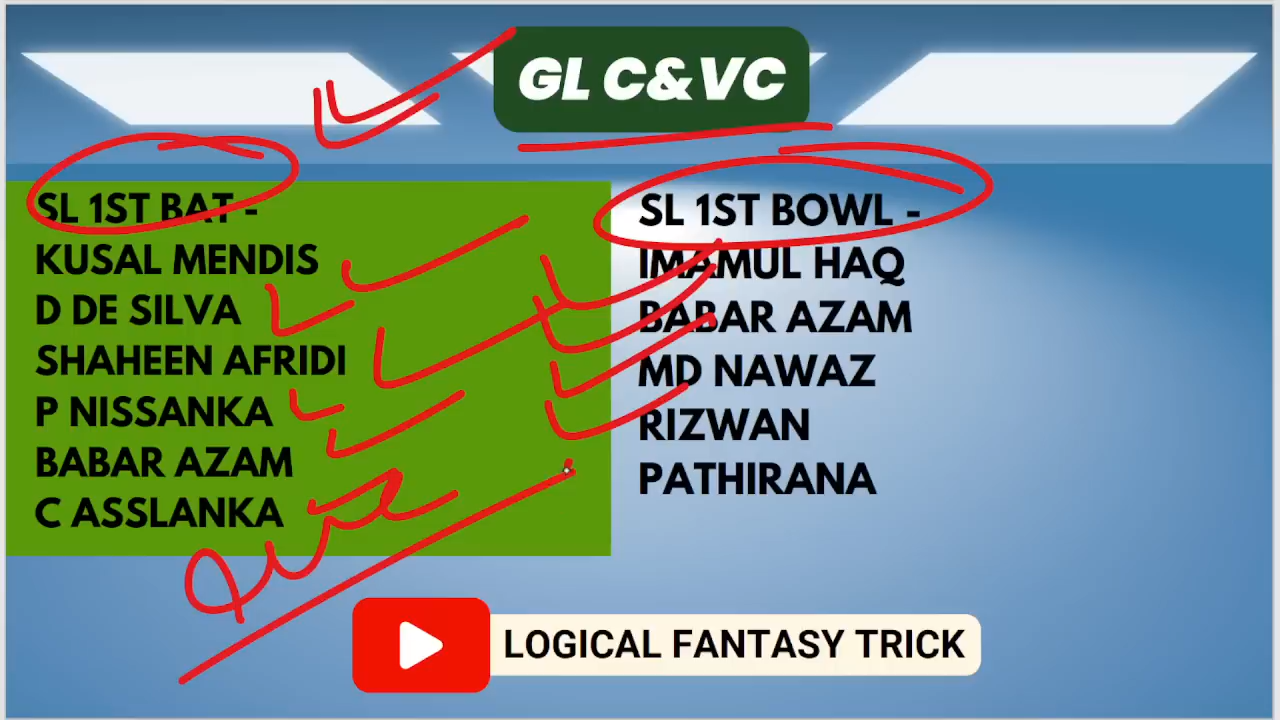 GL C&VC
SL 1ST BAT -
KUSAL MENDIS
D DE SILVA
SHAHEEN AFRIDI
P NISSANKA
BABAR AZAM
C ASSLANKA
SL 1ST BOWL -
IMAMUL HAQ
BABAR AZAM
MD NAWAZ
RIZWAN
PATHIRANA
LOGICAL FANTASY TRICK